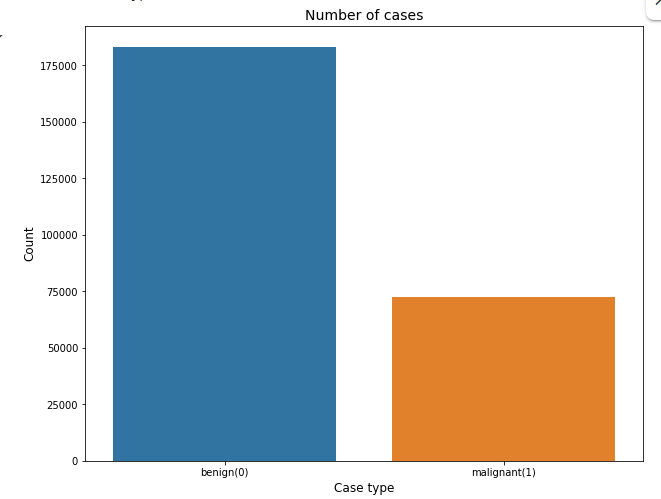 Number of cases
175000
150000
125000
100000
75000
50000
25000
0
Count
benign(0)
malignant(1)
Case type